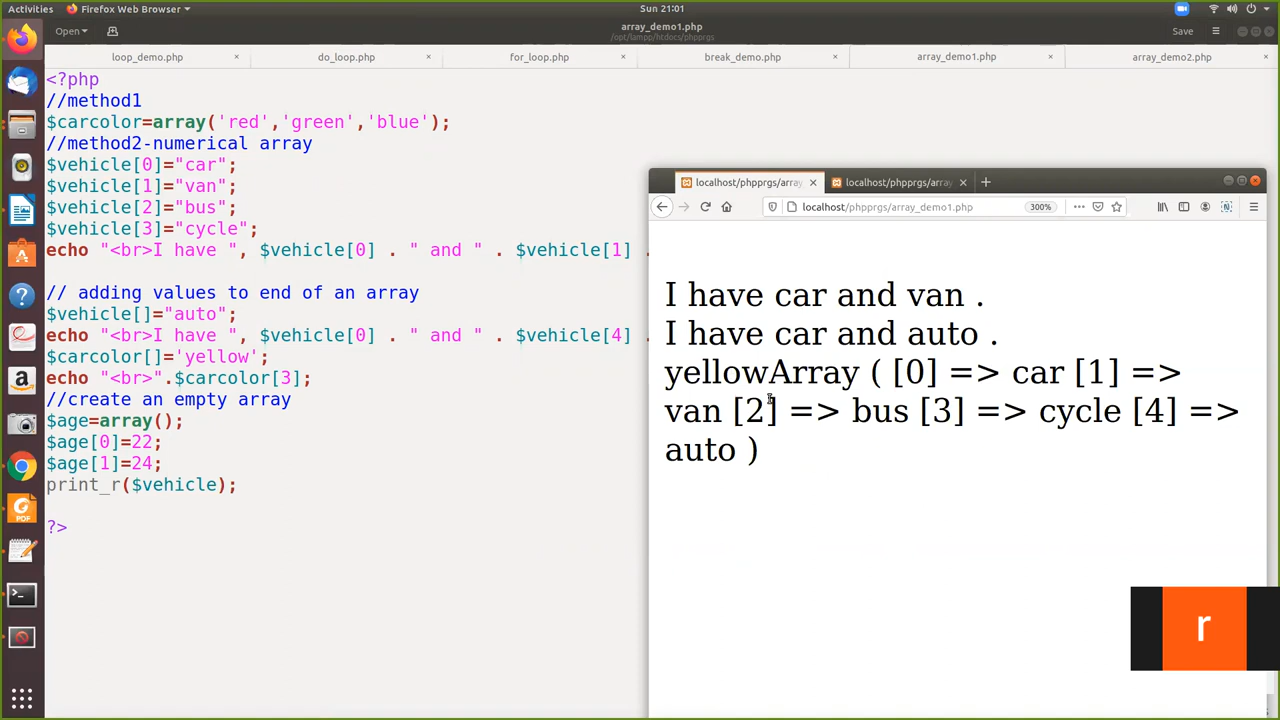 Activities
Firefox Web Browser
Sun 21:01
Open
array_demo1.php
/opt/lampp/htdocs/phpprgs
Save
loop_demo.php
do_loop.php
for_loop.php
break_demo.php
array_demo1.php
array_demo2.php
<?php
//method1
$carcolor=array('red','green','blue');
//method2-numerical array
$vehicle[0]="car";
$vehicle[1]="van";
$vehicle[2]="bus";
$vehicle[3]="cycle";
echo "<br>I have ", $vehicle[0] . " and " . $vehicle[1] .
// adding values to end of an array
$vehicle[]="auto";
echo "<br>I have ", $vehicle[0] . " and " . $vehicle[4] .
$carcolor[]='yellow';
echo "<br>".$carcolor[3];
//create an empty array
$age=array();
$age[0]=22;
$age[1]=24;
print_r($vehicle);
?>
localhost/phpprgs/array
localhost/phpprgs/array
localhost/phpprgs/array_demo1.php
300%
I have car and van .
I have car and auto .
yellowArray ( [0] => car [1] =>
van [2] => bus [3] => cycle [4] =>
auto )
r
PDF